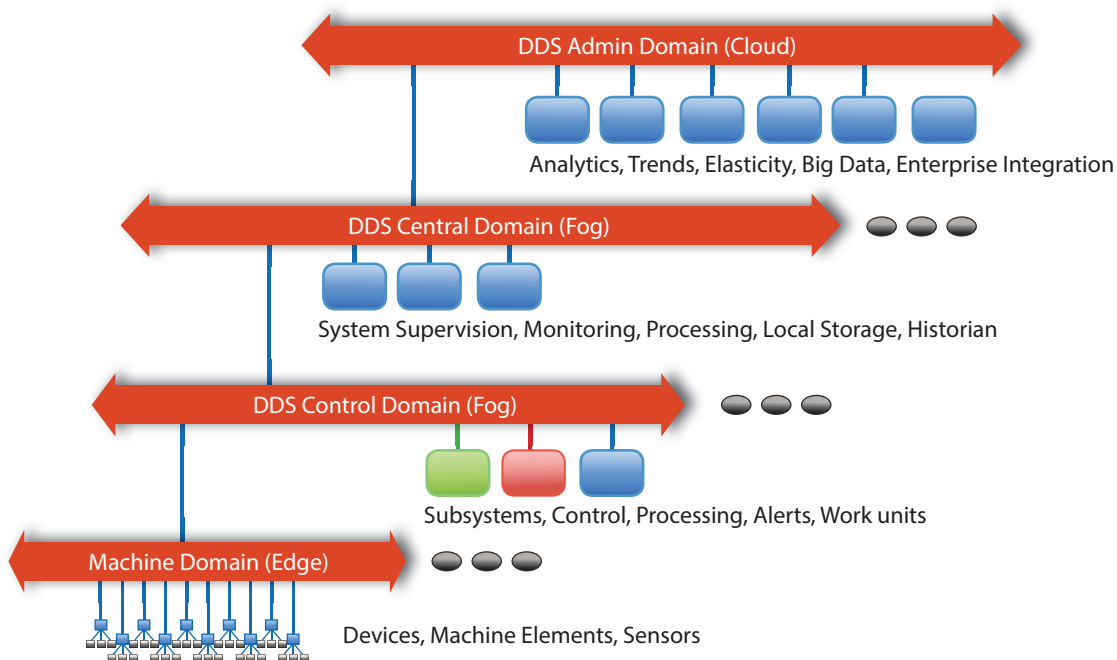 DDS Admin Domain (Cloud)
Analytics, Trends, Elasticity, Big Data, Enterprise Integration
DDS Central Domain (Fog)
System Supervision, Monitoring, Processing, Local Storage, Historian
DDS Control Domain (Fog)
Subsystems, Control, Processing, Alerts, Work units
Machine Domain (Edge)
Devices, Machine Elements, Sensors